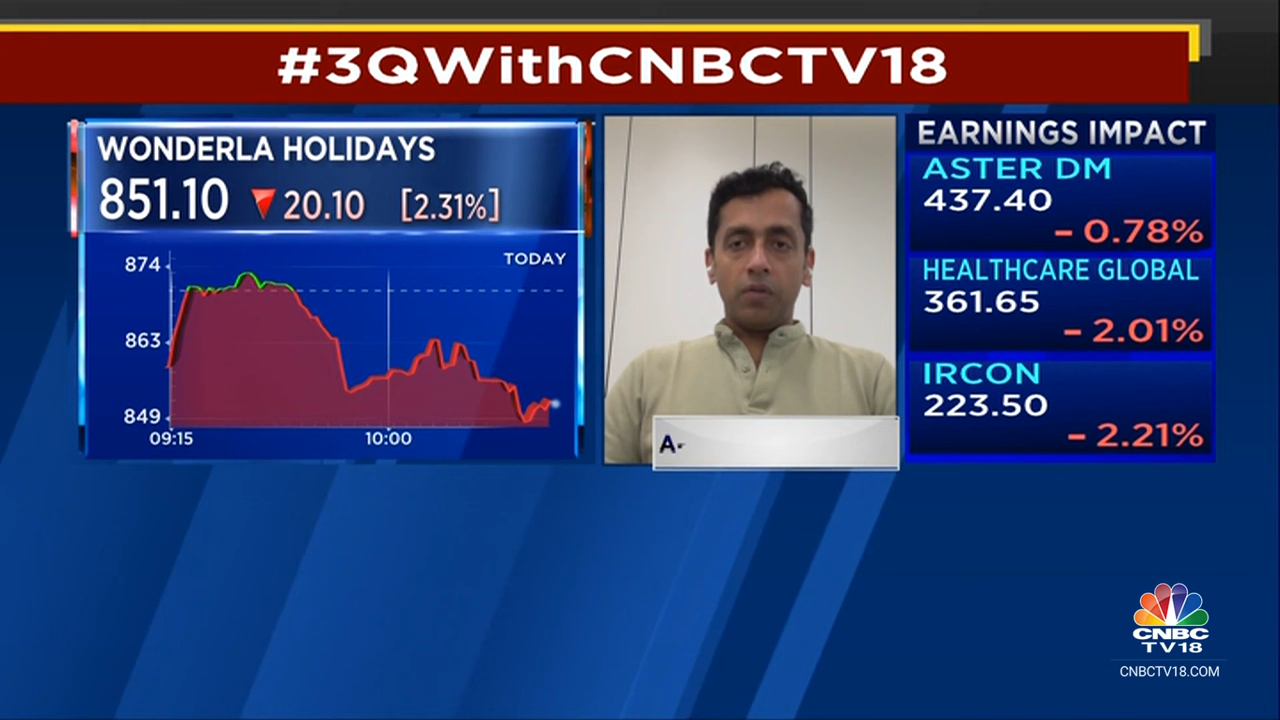 #3QWithCNBCTV18
WONDERLA HOLIDAYS
851.10 ▼ 20.10 [2.31%]
TODAY
874
863
849
09:15 10:00
A
EARNINGS IMPACT
ASTER DM
437.40
– 0.78%
HEALTHCARE GLOBAL
361.65
– 2.01%
IRCON
223.50
– 2.21%
CNBC
TV18
CNBCTV18.COM